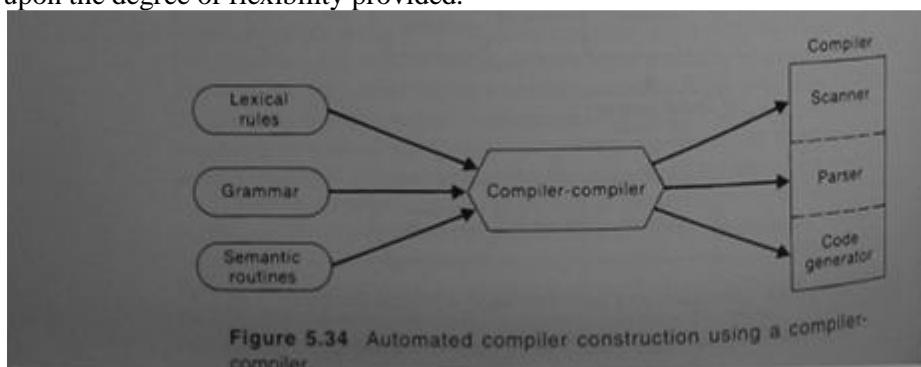 upon the degree of flexibility provided.
Compiler
Lexical
rules
Scanner
Grammar
Compiler-compiler
Parser
Semantic
routines
Code
generator
Figure 5.34 Automated compiler construction using a compiler-
compiler